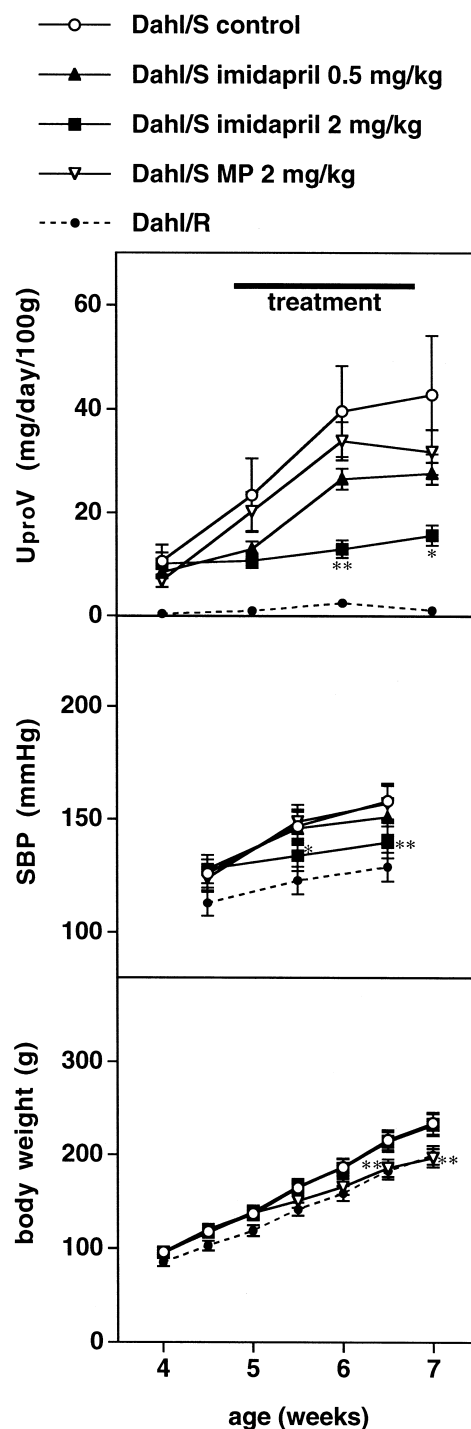 Dahl/S control
Dahl/S imidapril 0.5 mg/kg
Dahl/S imidapril 2 mg/kg
Dahl/S MP 2 mg/kg
Dahl/R
UproV (mg/day/100g)
60
40
20
0
treatment
**
*
SBP (mmHg)
200
150
100
*
**
body weight (g)
300
200
100
0
**
**
4 5 6 7
age (weeks)